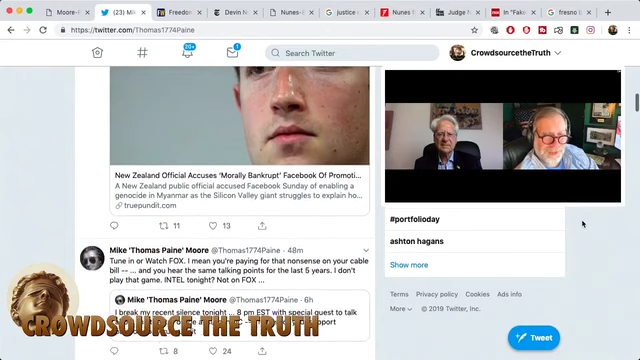 Moore-P
(23) Mi
Freedom
Devin N
Nunes-A
justice
Nunes B
Judge N
In "Fake
fresno b
https://twitter.com/Thomas1774Paine
20+
1
Search Twitter
CrowdsourcetheTruth
New Zealand Official Accuses 'Morally Bankrupt' Facebook Of Promoti...
A New Zealand public official accused Facebook Sunday of enabling a
genocide in Myanmar as the Silicon Valley giant struggles to explain ho...
truepundit.com
11
13
Mike 'Thomas Paine' Moore @Thomas1774Paine · 48m
Tune in or Watch FOX. I mean you're paying for that nonsense on your cable
bill -- ... and you hear the same talking points for the last 5 years. I don't
play that game. INTEL tonight? Not on FOX ...
Mike 'Thomas Paine' Moore @Thomas1774Paine · 6h
I break my recent silence tonight ... 8 pm EST with special guest to talk
8
24
#portfolioday
ashton hagans
Show more
Terms Privacy policy Cookies Ads info
More © 2019 Twitter, Inc.
Tweet
CROWDSOURCE THE TRUTH